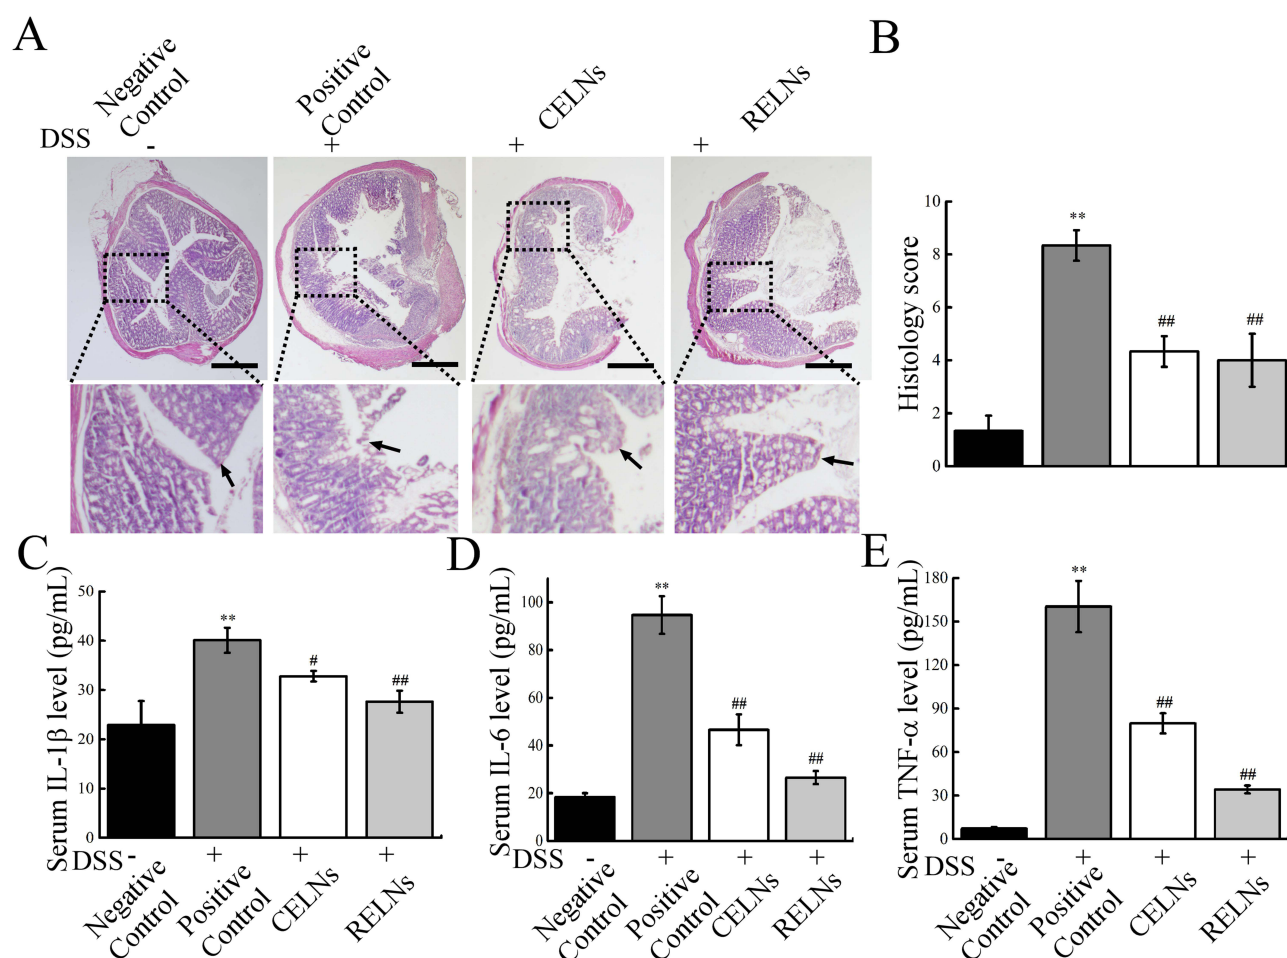 A
Negative
Control
Positive
Control
CELNs
RELNs
DSS
-
+
+
+
B
Histology score
10
8
6
4
2
0
**
##
##
C
Serum IL-1β level (pg/mL)
50
40
30
20
10
0
**
#
##
DSS
-
+
+
+
Negative
Control
Positive
Control
CELNs
RELNs
D
Serum IL-6 level (pg/mL)
100
80
60
40
20
0
**
##
##
DSS
-
+
+
+
Negative
Control
Positive
Control
CELNs
RELNs
E
Serum TNF-α level (pg/mL)
180
150
120
90
60
30
0
**
##
##
DSS
-
+
+
+
Negative
Control
Positive
Control
CELNs
RELNs